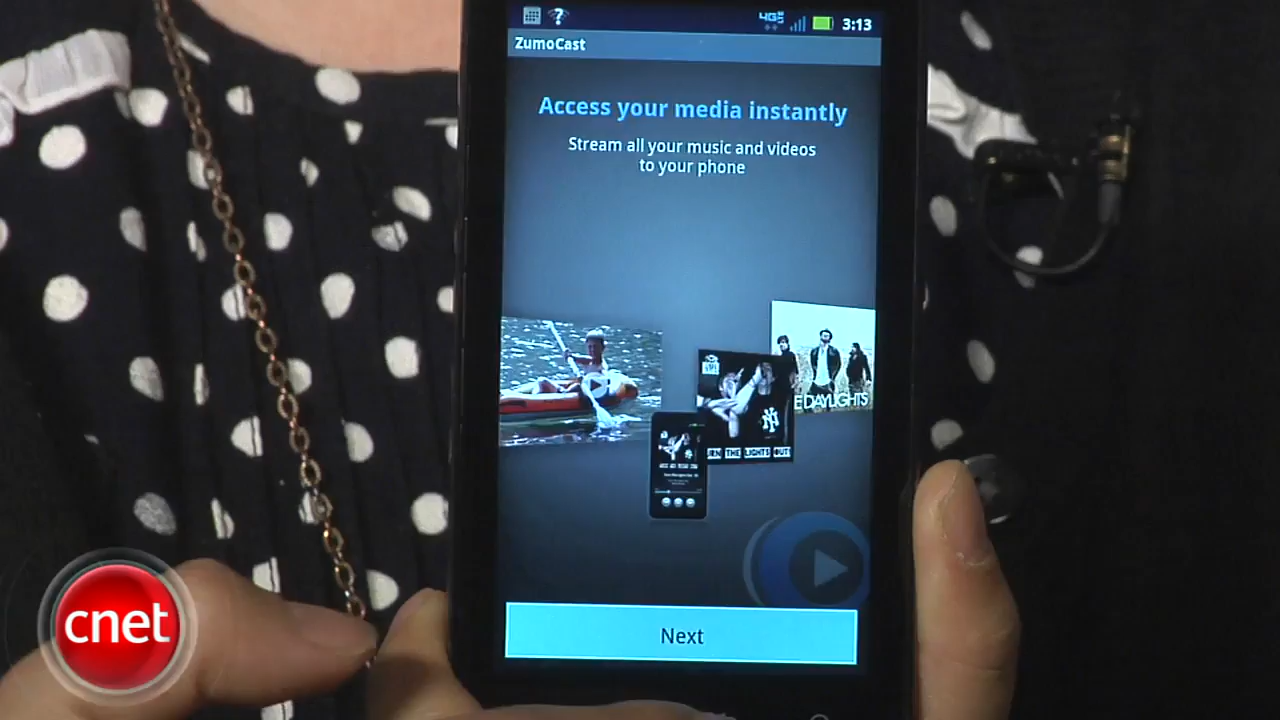 4G
3:13
ZumoCast
Access your media instantly
Stream all your music and videos
to your phone
E DAYLIGHTS
THE LIGHTS OUT
Next
cnet